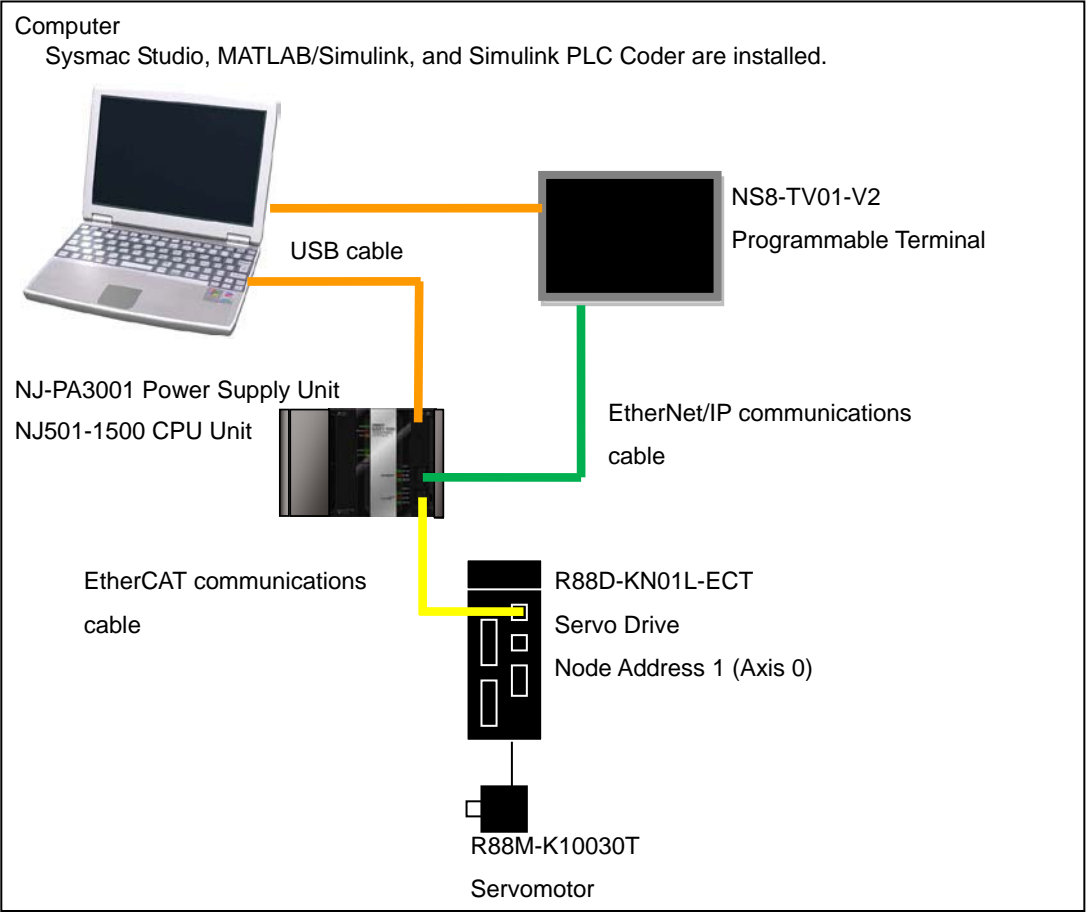 Computer
Sysmac Studio, MATLAB/Simulink, and Simulink PLC Coder are installed.
NS8-TV01-V2
Programmable Terminal
USB cable
NJ-PA3001 Power Supply Unit
NJ501-1500 CPU Unit
EtherNet/IP communications
cable
EtherCAT communications
cable
R88D-KN01L-ECT
Servo Drive
Node Address 1 (Axis 0)
R88M-K10030T
Servomotor